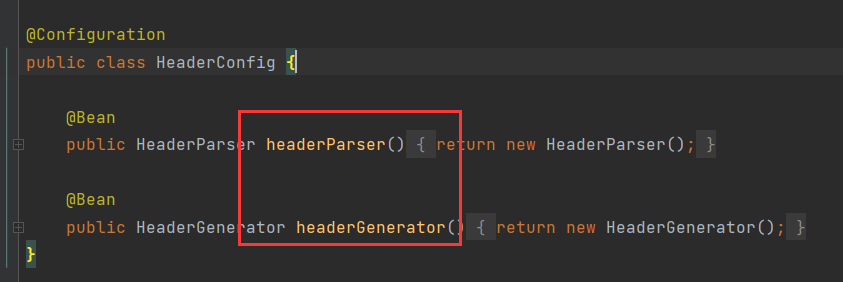 @Configuration
public class HeaderConfig {
@Bean
public HeaderParser headerParser() { return new HeaderParser(); }
@Bean
public HeaderGenerator headerGenerator() { return new HeaderGenerator(); }
}